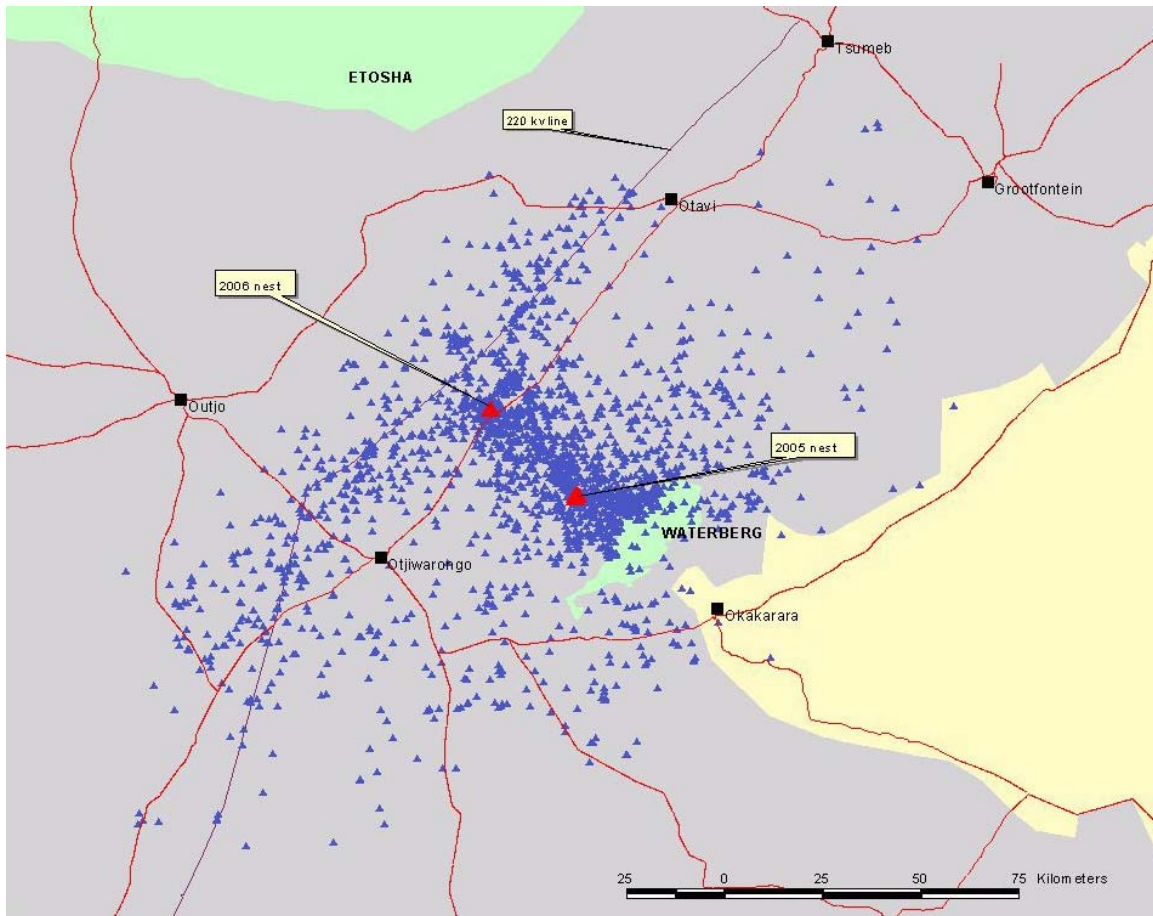 Tsumeb
ETOSHA
220 kv line
Grootfontein
Otavi
2006 nest
Outjo
2005 nest
WATERBERG
Otjiwarongo
Okakarara
25 0 25 50 75 Kilometers